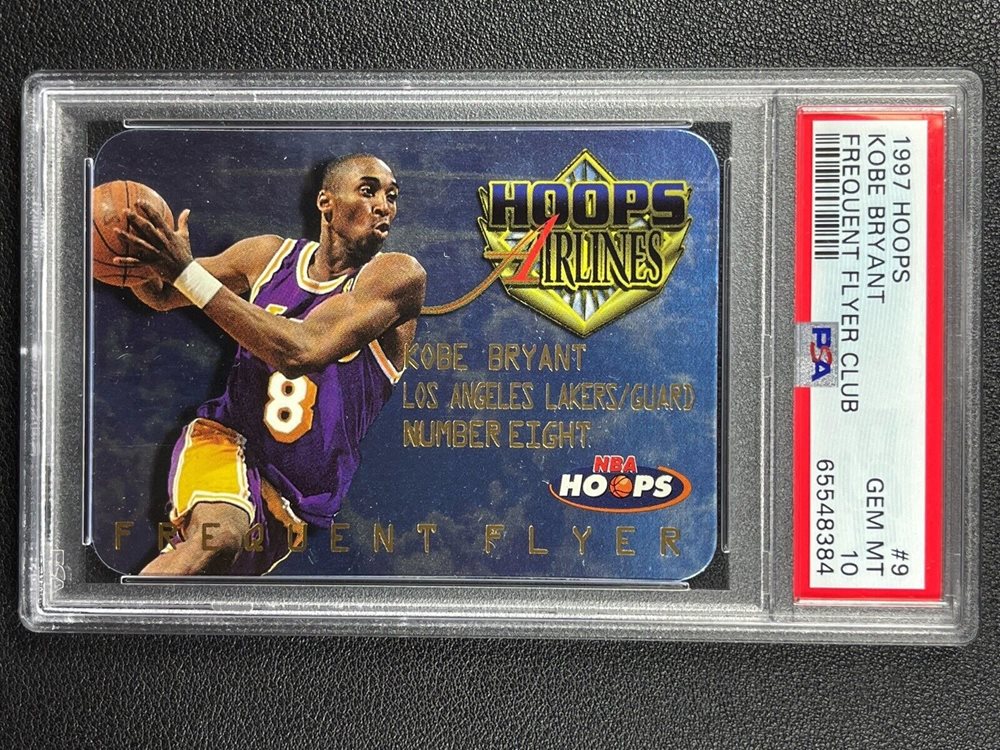 HOOPS
AIRLINES
KOBE BRYANT
LOS ANGELES LAKERS/GUARD
NUMBER EIGHT
8
NBA
HOOPS
FREQUENT FLYER
1997 HOOPS #9
KOBE BRYANT GEM MT
FREQUENT FLYER CLUB 10
PSA 65548384